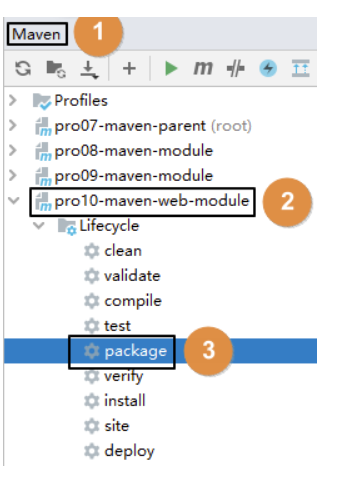 Maven 1
m
Profiles
pro07-maven-parent (root)
pro08-maven-module
pro09-maven-module
pro10-maven-web-module 2
Lifecycle
clean
validate
compile
test
package 3
verify
install
site
deploy